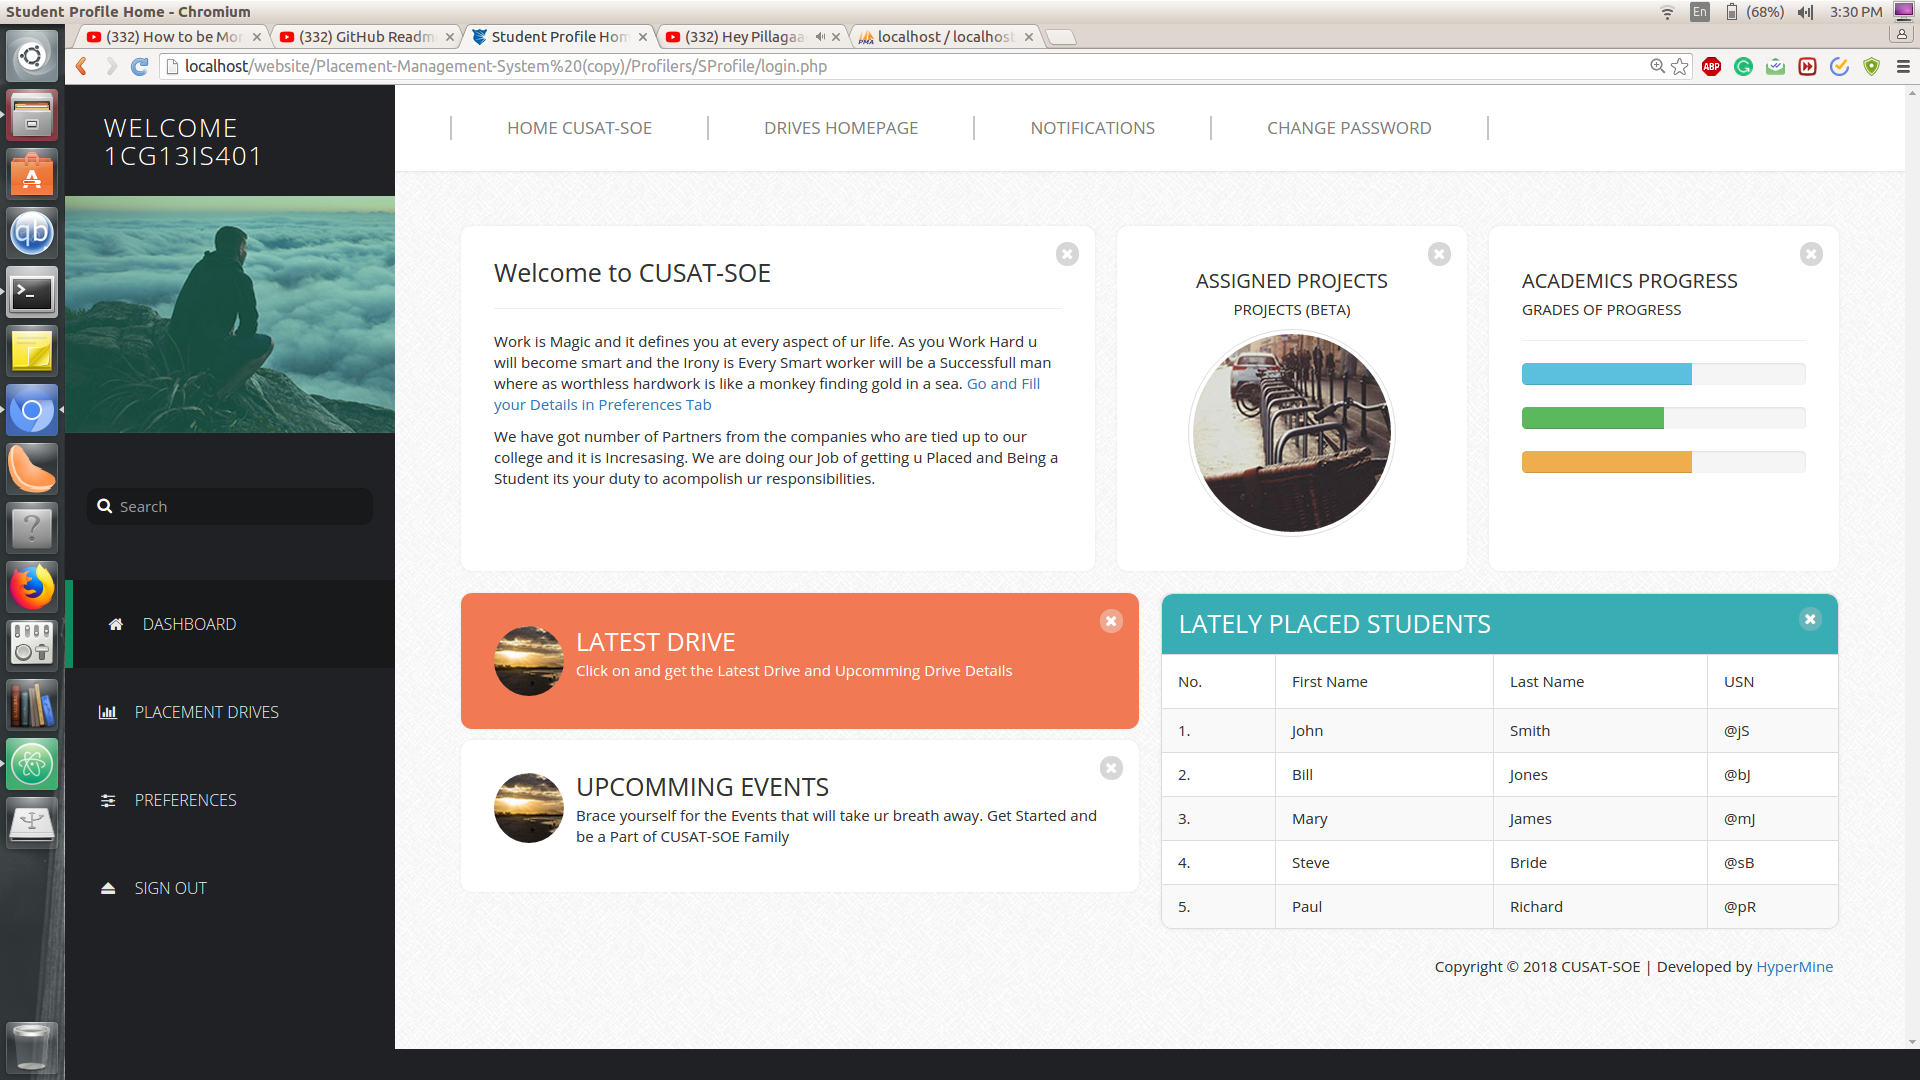 Student Profile Home - Chromium
En (68%) 3:30 PM
(332) How to be Mor
(332) GitHub Readm
Student Profile Hom
(332) Hey Pillagaa
localhost / localhost
localhost/website/Placement-Management-System%20(copy)/Profilers/SProfile/login.php
ABP
WELCOME
1CG13IS401
Search
DASHBOARD
PLACEMENT DRIVES
PREFERENCES
SIGN OUT
HOME CUSAT-SOE
DRIVES HOMEPAGE
NOTIFICATIONS
CHANGE PASSWORD
Welcome to CUSAT-SOE
Work is Magic and it defines you at every aspect of ur life. As you Work Hard u
will become smart and the Irony is Every Smart worker will be a Successfull man
where as worthless hardwork is like a monkey finding gold in a sea. Go and Fill
your Details in Preferences Tab
We have got number of Partners from the companies who are tied up to our
college and it is Incresasing. We are doing our Job of getting u Placed and Being a
Student its your duty to acompolish ur responsibilities.
ASSIGNED PROJECTS
PROJECTS (BETA)
ACADEMICS PROGRESS
GRADES OF PROGRESS
LATEST DRIVE
Click on and get the Latest Drive and Upcomming Drive Details
UPCOMMING EVENTS
Brace yourself for the Events that will take ur breath away. Get Started and
be a Part of CUSAT-SOE Family
LATELY PLACED STUDENTS
No. First Name Last Name USN
1. John Smith @jS
2. Bill Jones @bJ
3. Mary James @mJ
4. Steve Bride @sB
5. Paul Richard @pR
Copyright © 2018 CUSAT-SOE | Developed by HyperMine